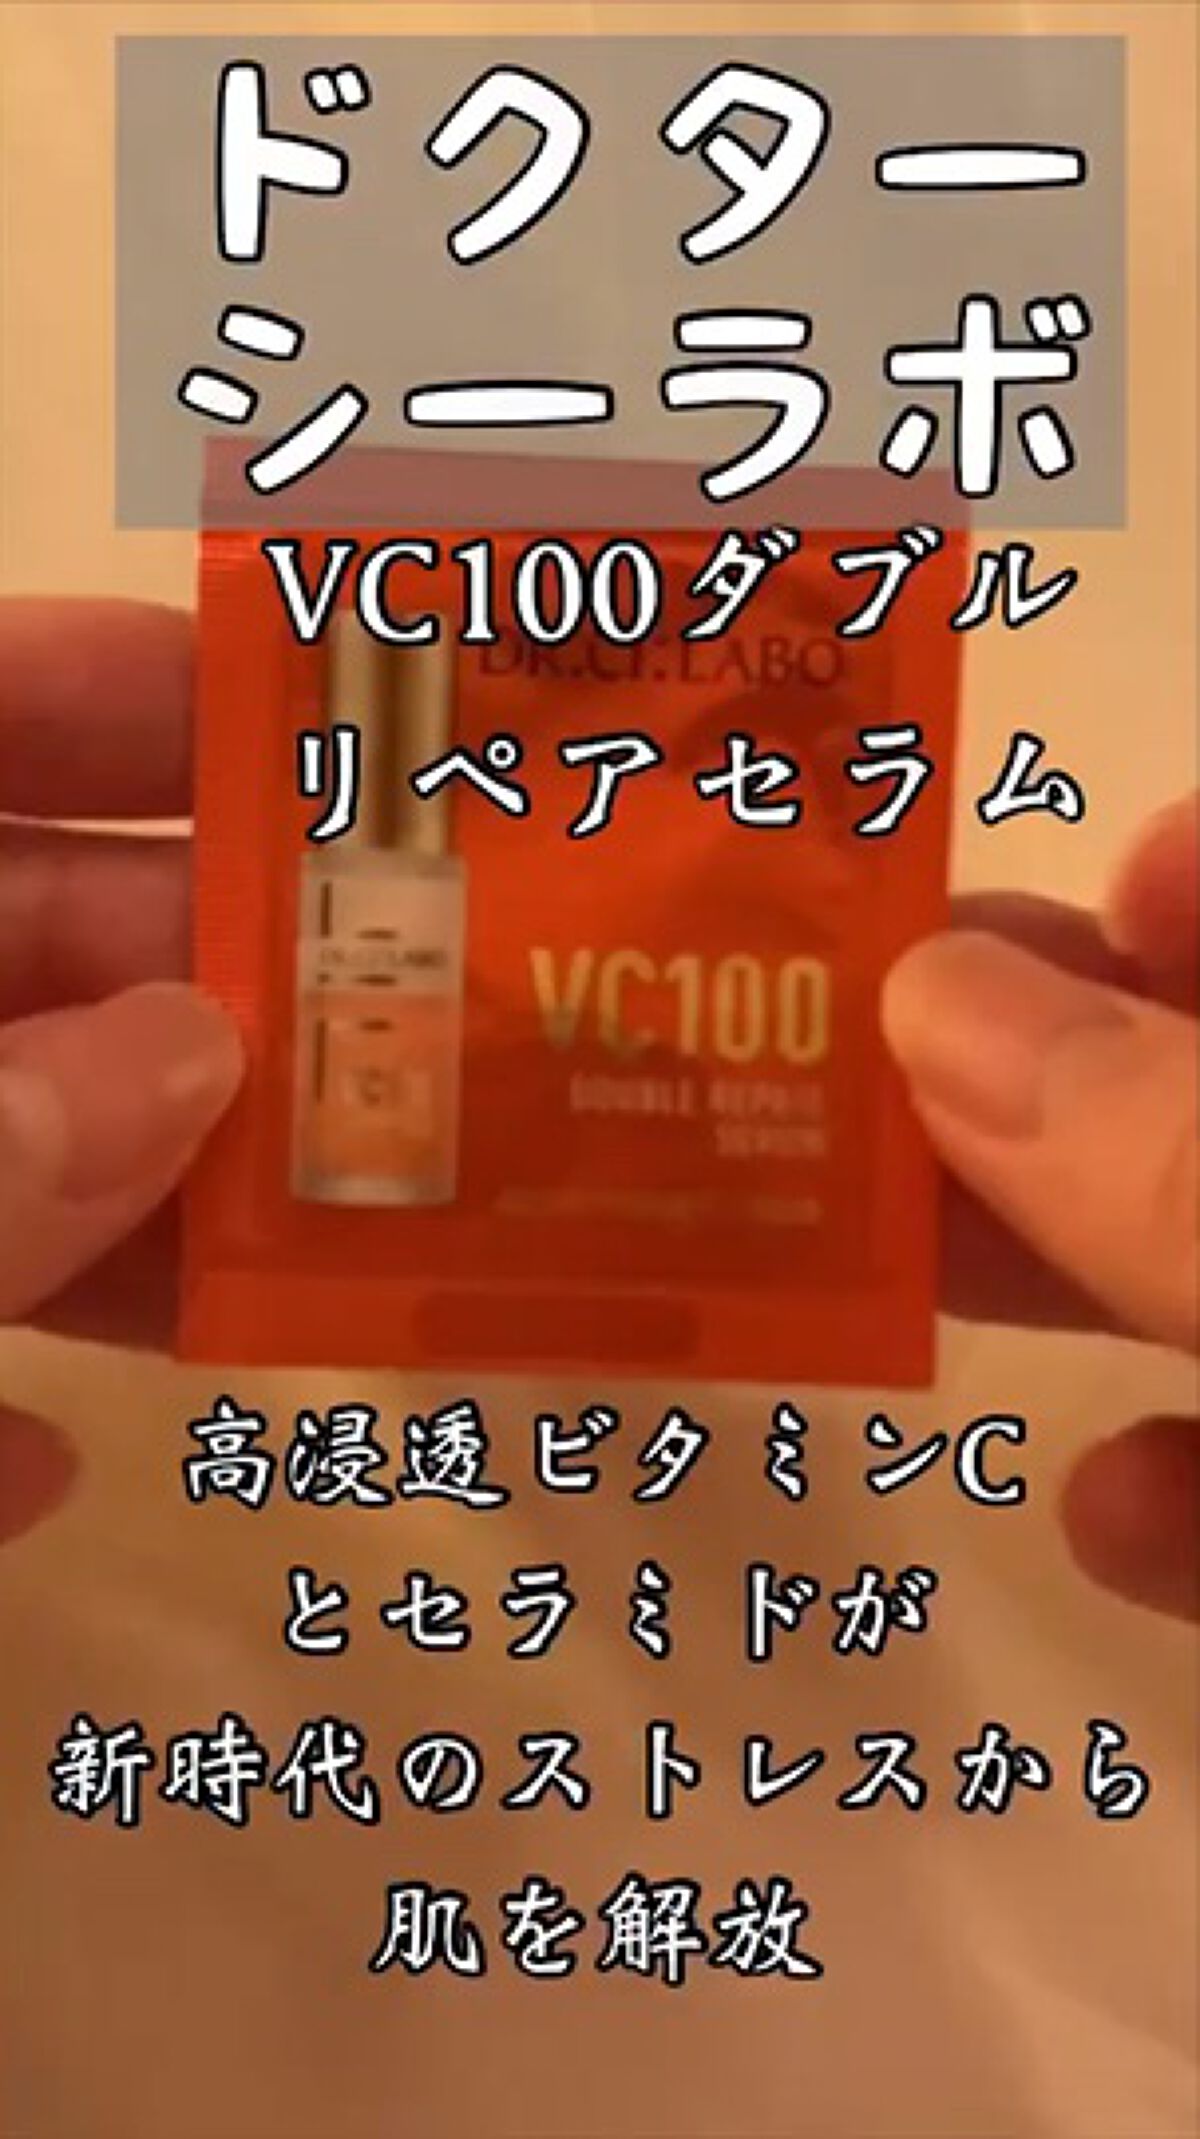 ドクター
シーラボ
VC100ダブル
DR.CI:LABO
リペアセラム
DR.CI:LABO
VC100
DOUBLE REPAIR
SERUM
高浸透ビタミンC
とセラミドが
新時代のストレスから
肌を解放